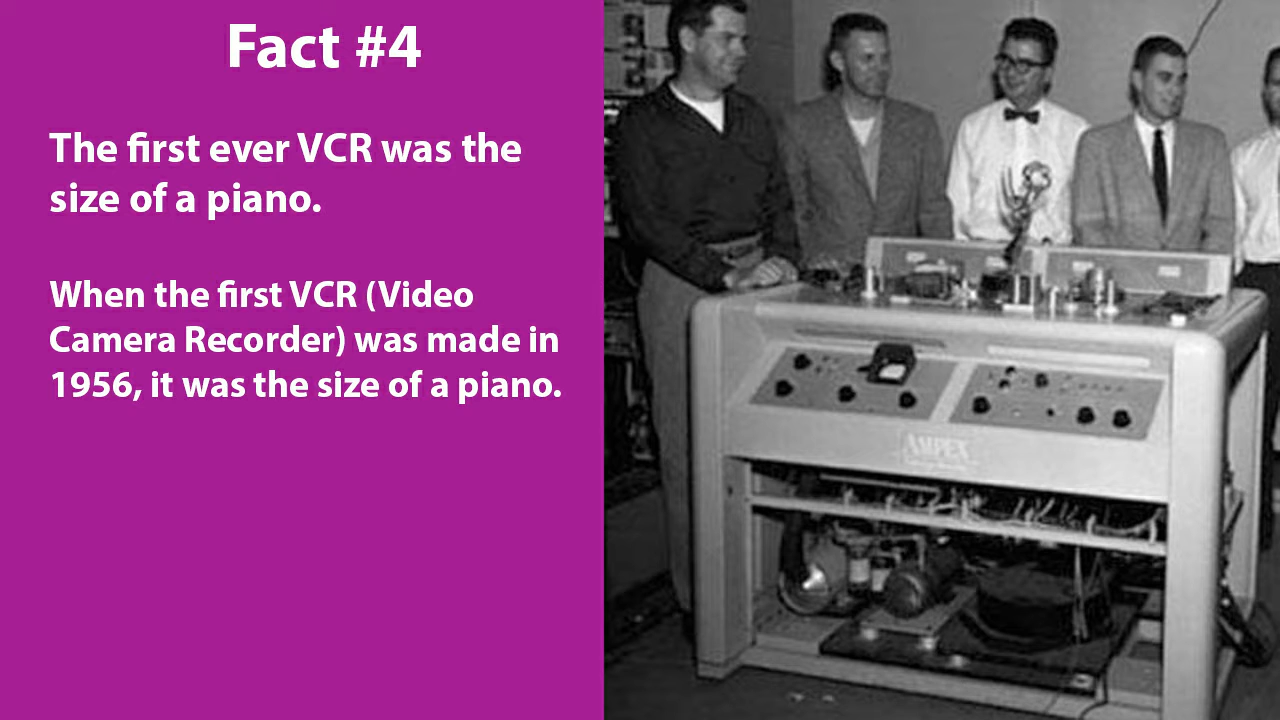 Fact #4
The first ever VCR was the
size of a piano.
When the first VCR (Video
Camera Recorder) was made in
1956, it was the size of a piano.
AMPEX